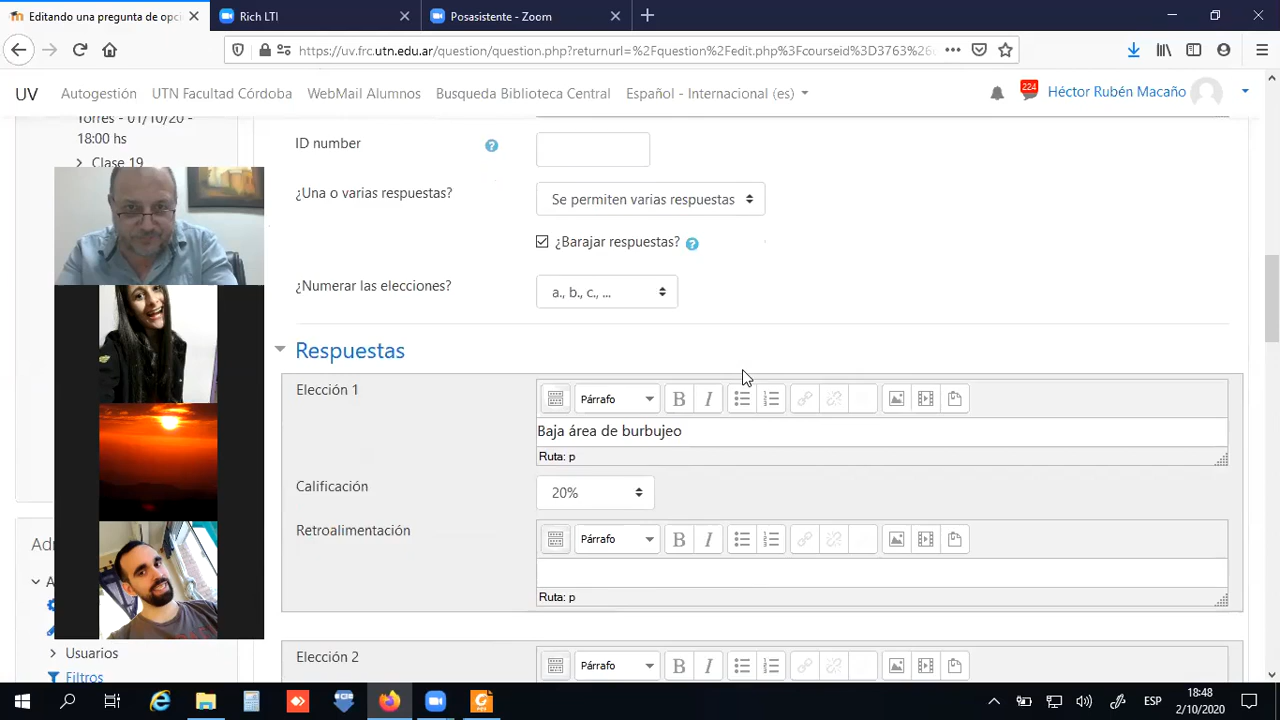 Editando una pregunta de opci
Rich LTI
Posasistente - Zoom
https://uv.frc.utn.edu.ar/question/question.php?returnurl=%2Fquestion%2Fedit.php%3Fcourseid%3D3763%26c
UV
Autogestión
UTN Facultad Córdoba
WebMail Alumnos
Busqueda Biblioteca Central
Español - Internacional (es)
224
Héctor Rubén Macaño
Torres - 01/10/20 -
18:00 hs
Clase 19
ID number
¿Una o varias respuestas?
Se permiten varias respuestas
¿Barajar respuestas?
¿Numerar las elecciones?
a., b., c., ...
Respuestas
Elección 1
Párrafo
B
I
Baja área de burbujeo
Ruta: p
Calificación
20%
Retroalimentación
Párrafo
B
I
Ruta: p
Elección 2
Párrafo
B
I
Usuarios
Filtros
ESP
18:48
2/10/2020